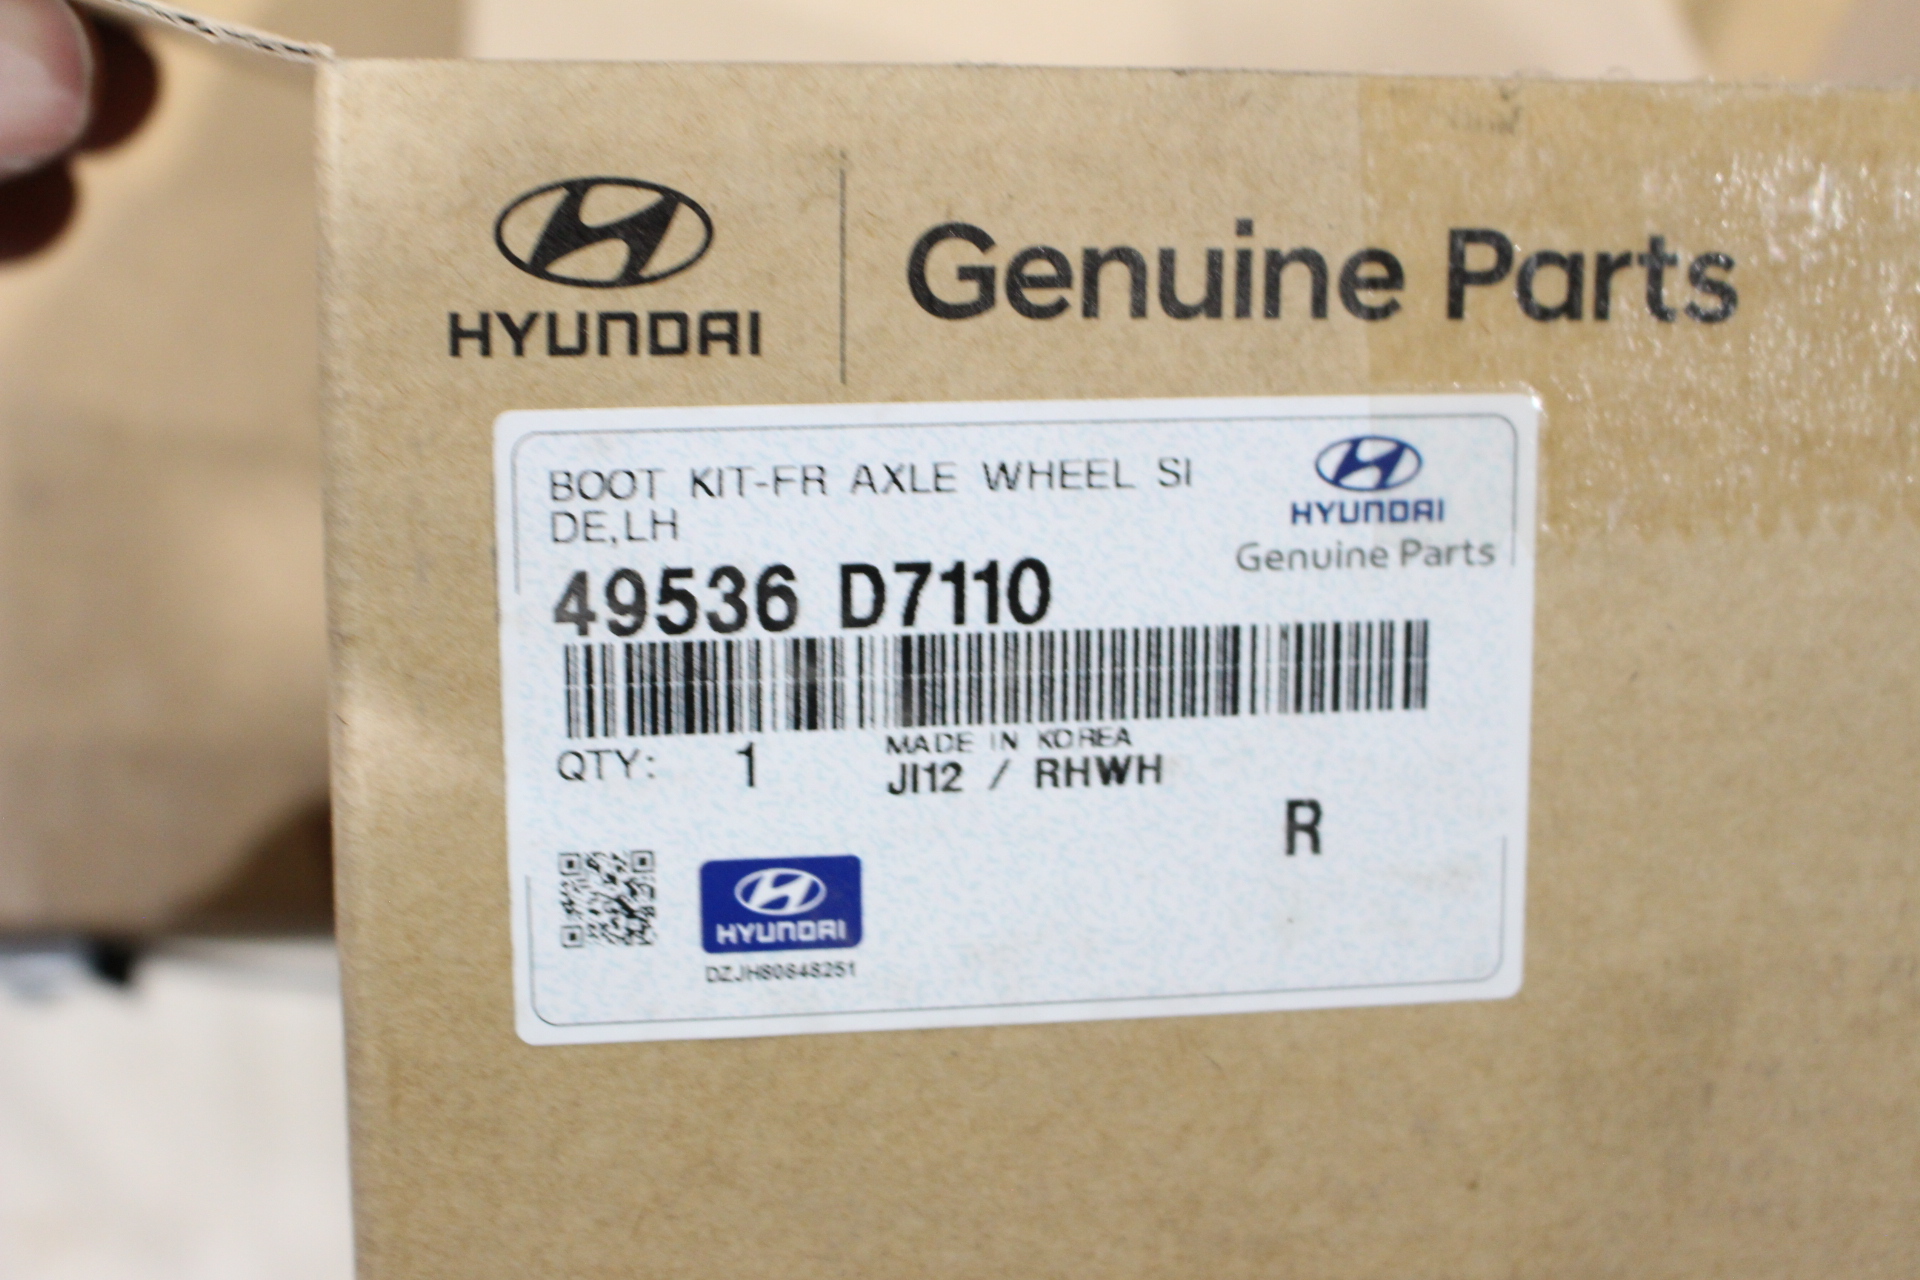 HYUNDAI
Genuine Parts
BOOT KIT-FR AXLE WHEEL SI
DE,LH
HYUNDAI
Genuine Parts
49536 D7110
QTY: 1
MADE IN KOREA
JI12 / RHWH
R
HYUNDAI
DZJH80848251